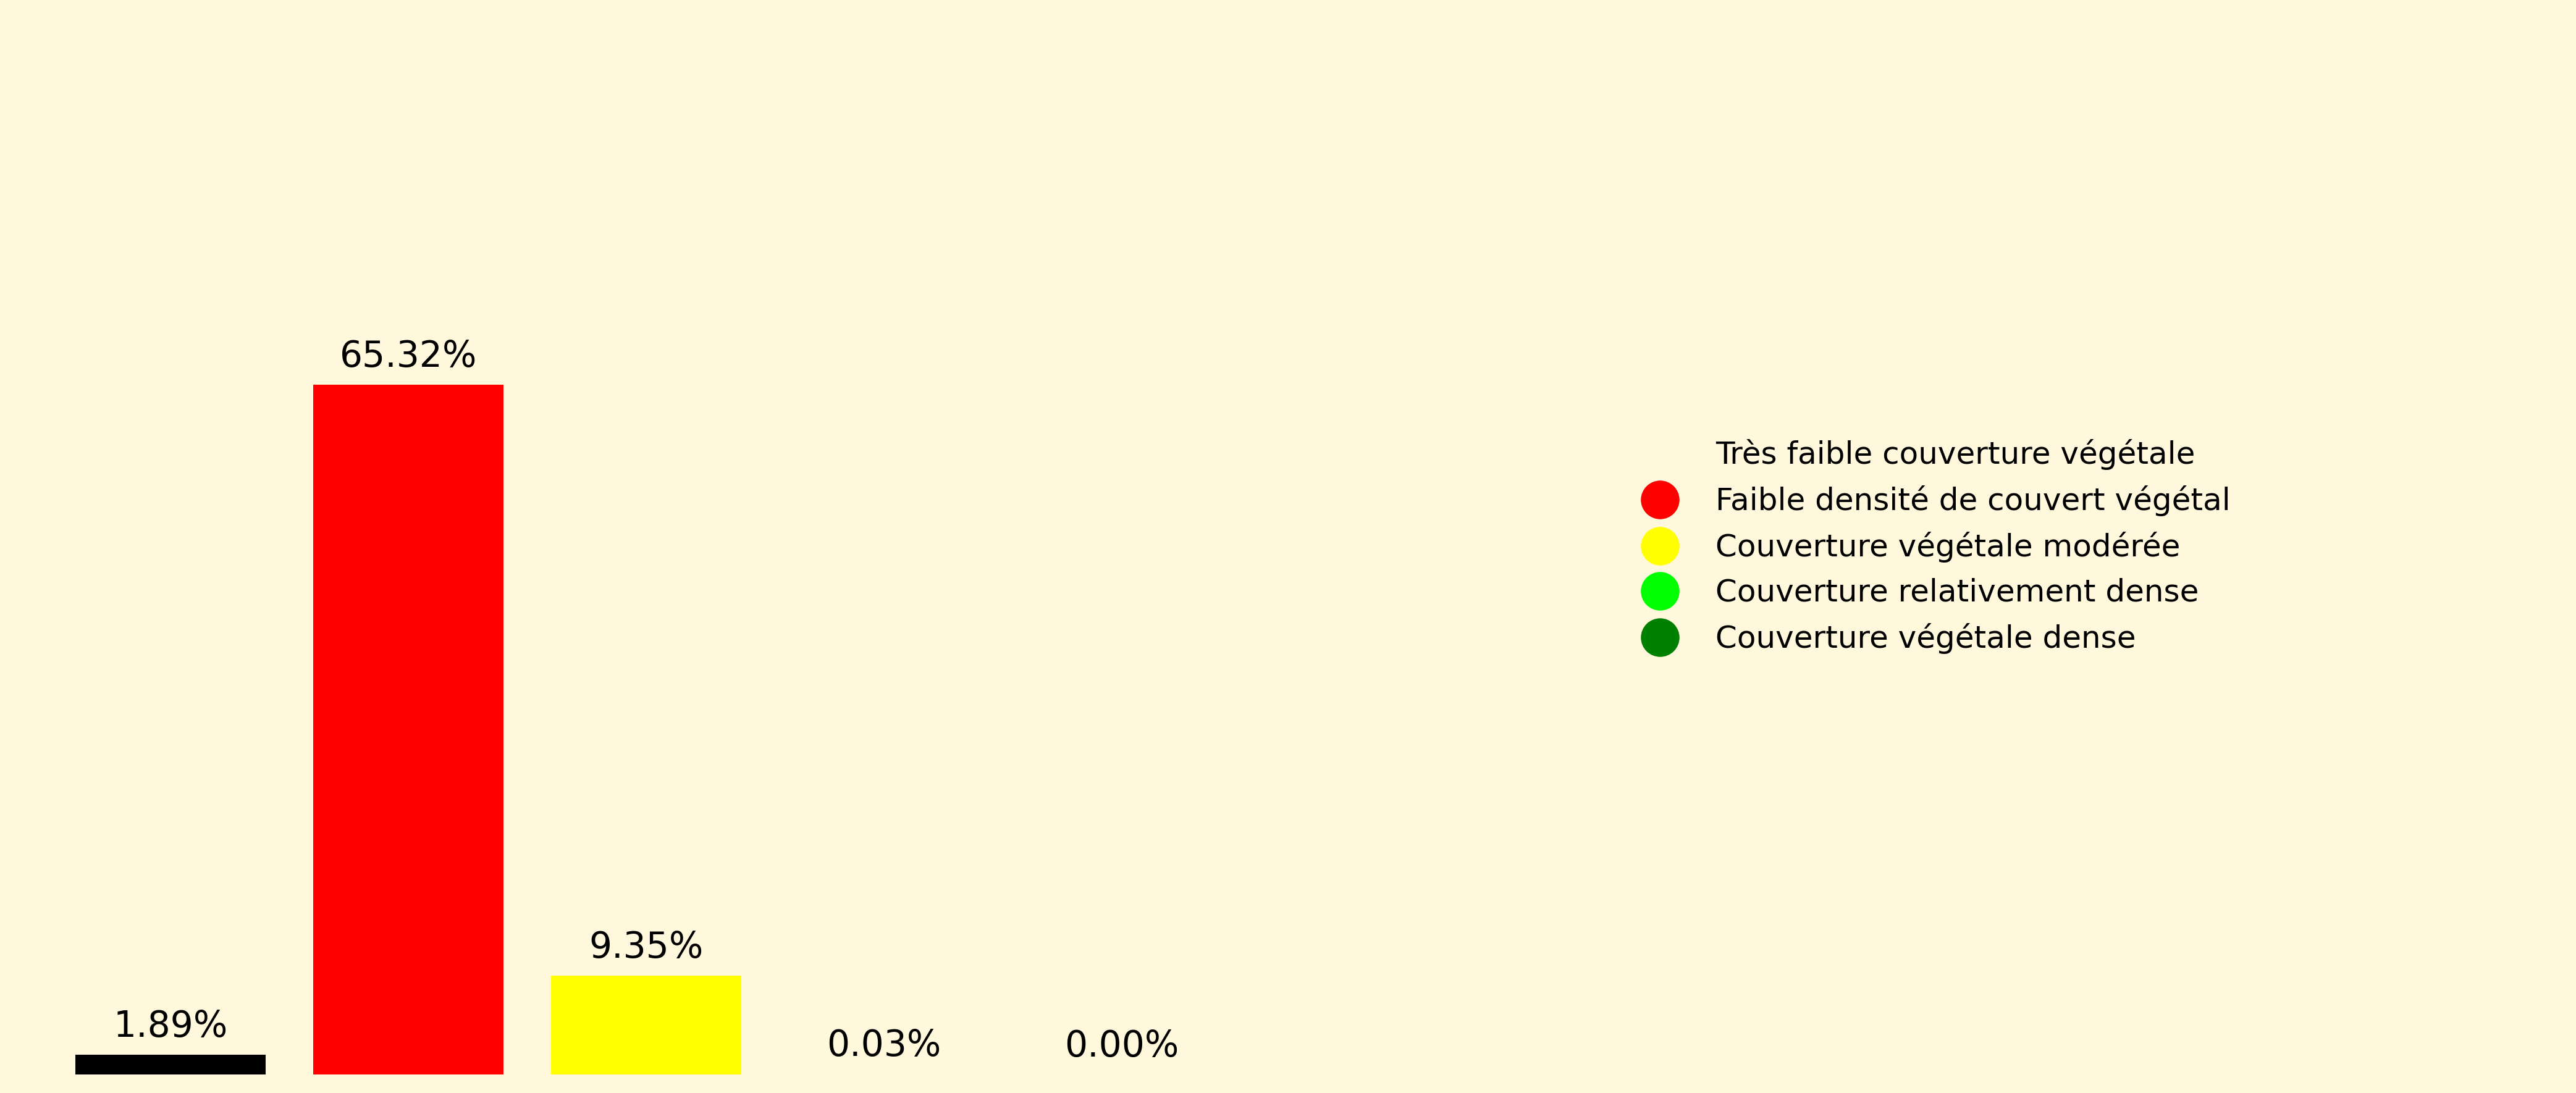 65.32%
9.35%
1.89%
0.03%
0.00%
Très faible couverture végétale
Faible densité de couvert végétal
Couverture végétale modérée
Couverture relativement dense
Couverture végétale dense